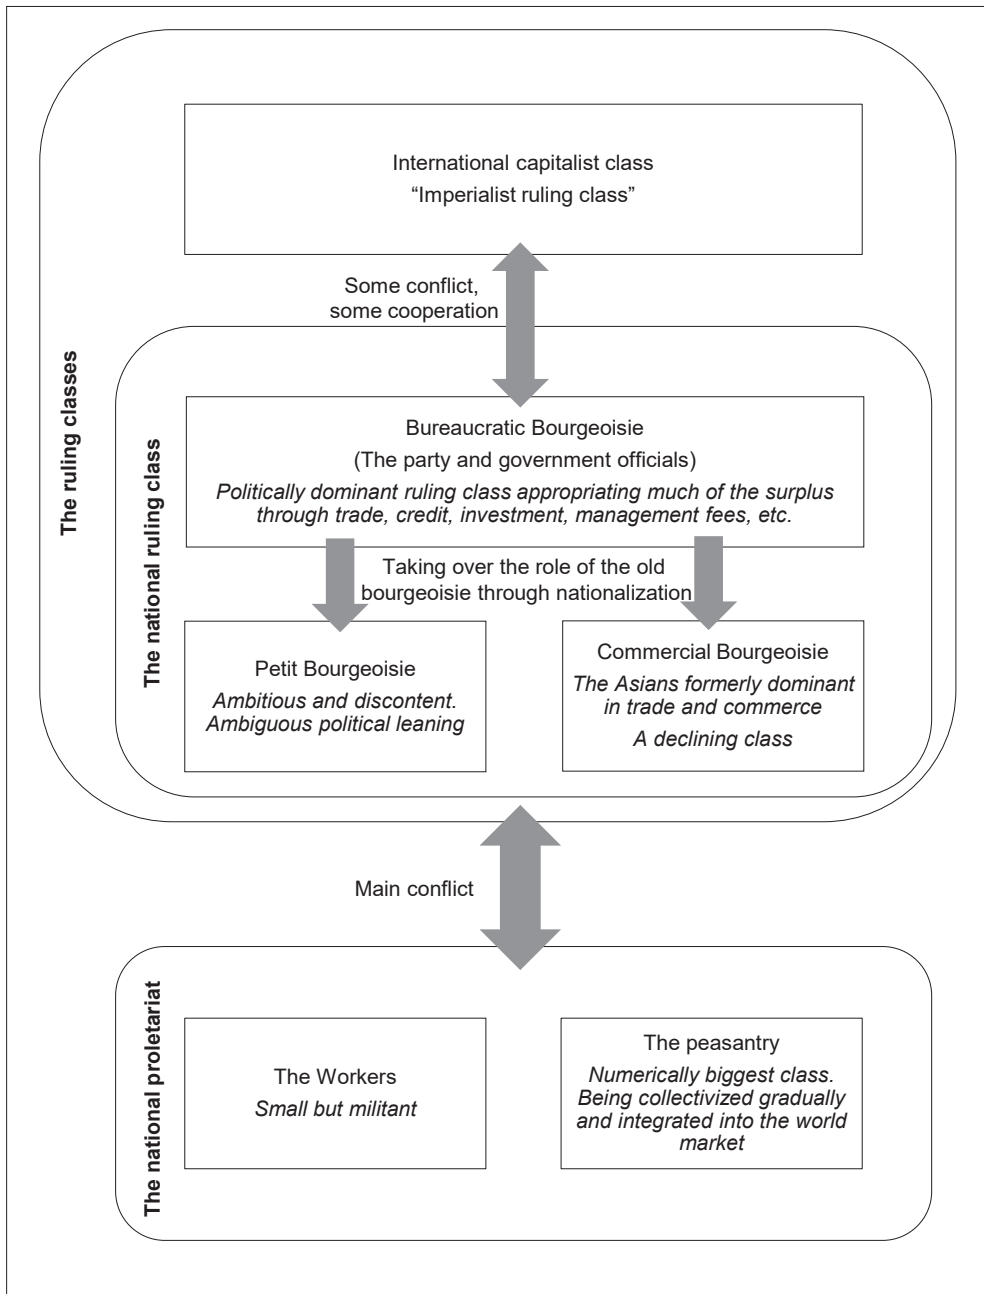 The ruling classes
International capitalist class
“Imperialist ruling class”
Some conflict,
some cooperation
The national ruling class
Bureaucratic Bourgeoisie
(The party and government officials)
Politically dominant ruling class appropriating much of the surplus
through trade, credit, investment, management fees, etc.
Taking over the role of the old
bourgeoisie through nationalization
Petit Bourgeoisie
Ambitious and discontent.
Ambiguous political leaning
Commercial Bourgeoisie
The Asians formerly dominant
in trade and commerce
A declining class
Main conflict
The national proletariat
The Workers
Small but militant
The peasantry
Numerically biggest class.
Being collectivized gradually
and integrated into the world
market